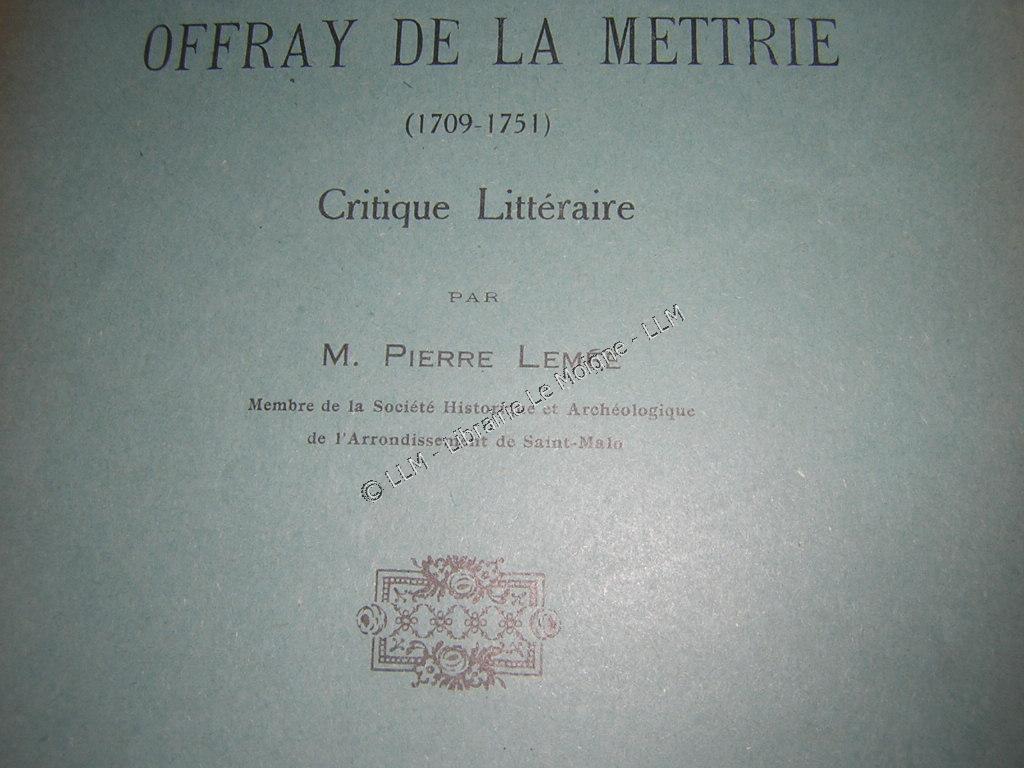 OFFRAY DE LA METTRIE
(1709-1751)
Critique Littéraire
PAR
M. PIERRE LEMÉE
Membre de la Société Historique et Archéologique
de l'Arrondissement de Saint-Malo
© LLM - Librairie Le Moigne - LLM